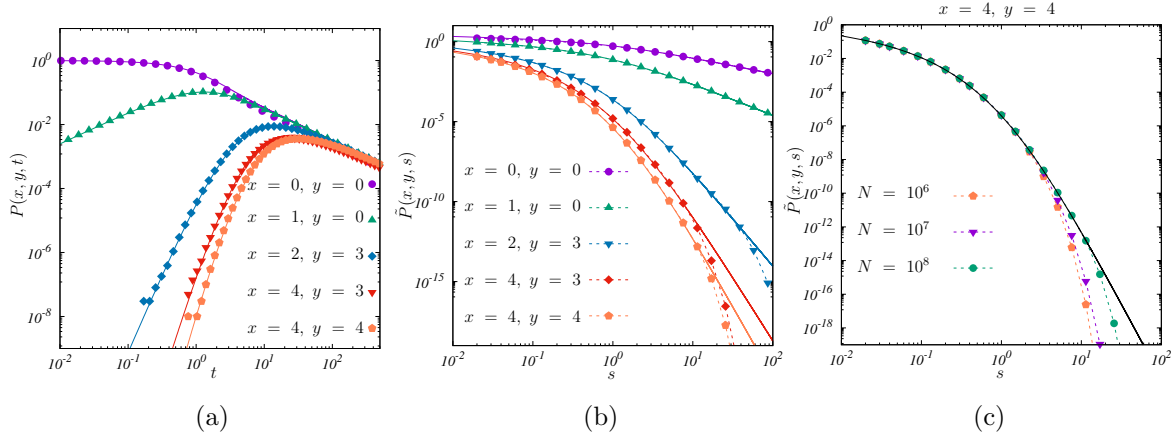 10^0
10^-2
10^-4
10^-6
10^-8
P(x, y, t)
x = 0, y = 0
x = 1, y = 0
x = 2, y = 3
x = 4, y = 3
x = 4, y = 4
10^-2 10^-1 10^0 10^1 10^2
t
(a)
10^0
10^-5
10^-10
10^-15
P̃(x, y, s)
x = 0, y = 0
x = 1, y = 0
x = 2, y = 3
x = 4, y = 3
x = 4, y = 4
10^-2 10^-1 10^0 10^1 10^2
s
(b)
x = 4, y = 4
10^0
10^-2
10^-4
10^-6
10^-8
10^-10
10^-12
10^-14
10^-16
10^-18
P̃(x, y, s)
N = 10^6
N = 10^7
N = 10^8
10^-2 10^-1 10^0 10^1 10^2
s
(c)